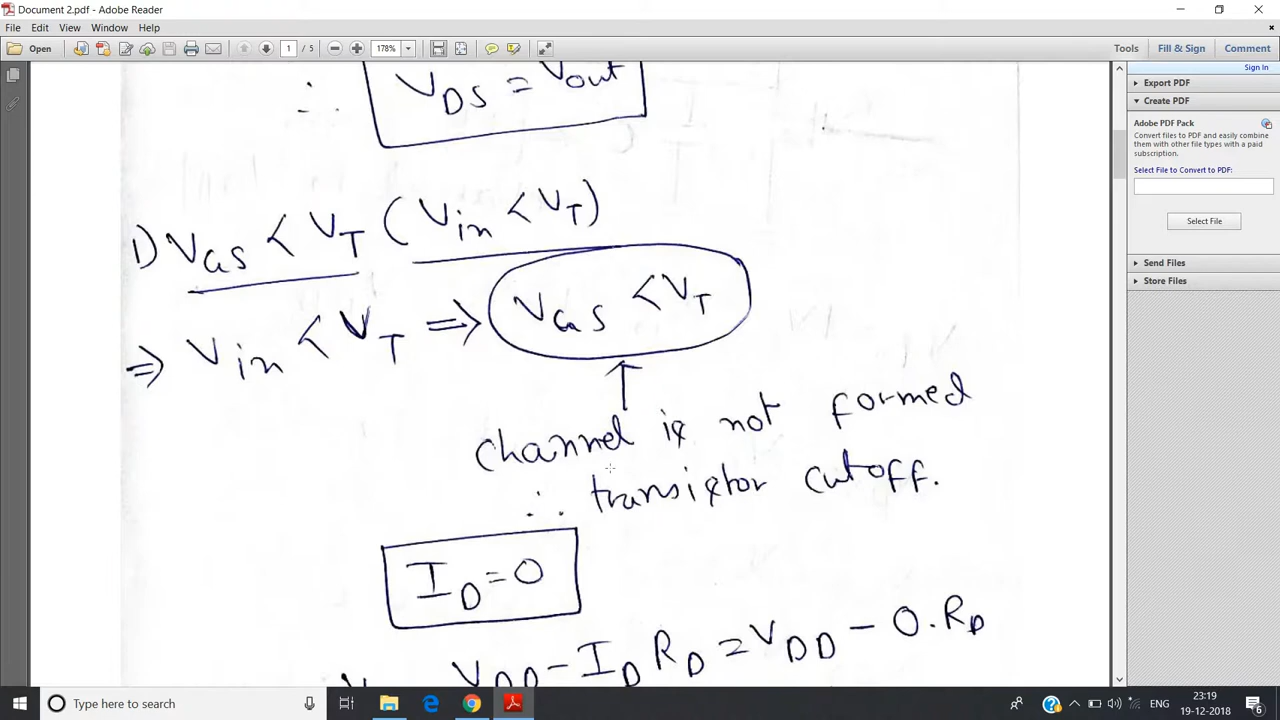 Document 2.pdf - Adobe Reader
File Edit View Window Help
Open 1 / 5 178% Tools Fill & Sign Comment
Sign In
Export PDF
Create PDF
Adobe PDF Pack
Convert files to PDF and easily combine
them with other file types with a paid
subscription.
Select File to Convert to PDF:
Select File
Send Files
Store Files
∴ VDS = Vout
1) VGS < VT (Vin < VT)
⇒ Vin < VT ⇒ VGS < VT
channel is not formed
∴ transistor cutoff.
ID = 0
VDD - ID RD = VDD - 0.RD
Type here to search
ENG 23:19
19-12-2018
6